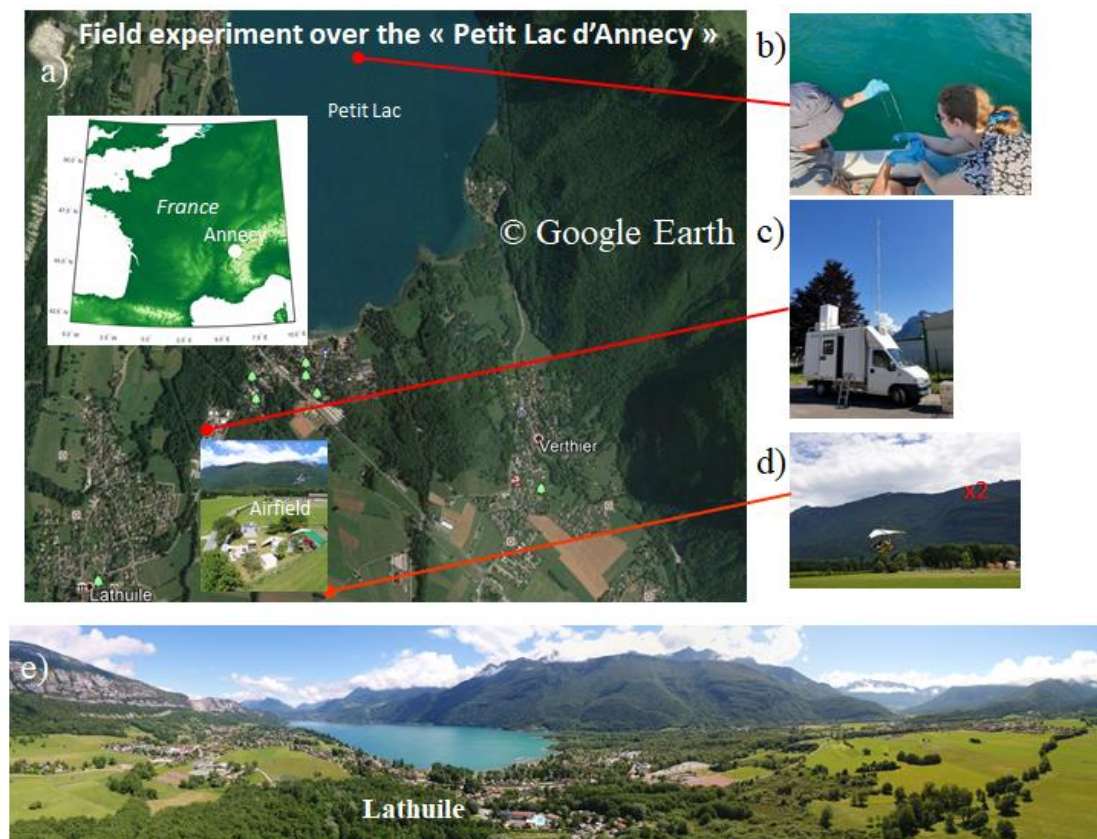 Field experiment over the « Petit Lac d’Annecy »
a)
Petit Lac
France
Annecy
© Google Earth
Verthier
Airfield
Lathuile
b)
c)
d)
x2
e)
Lathuile